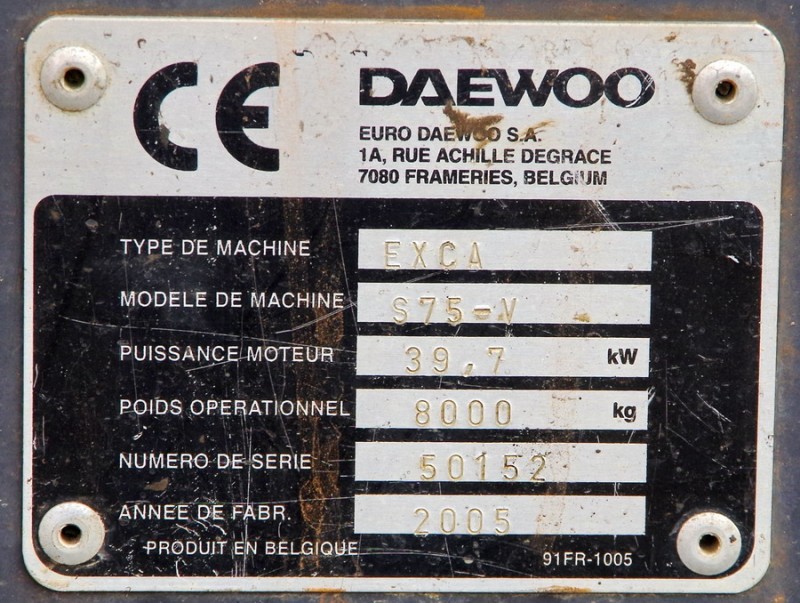 CE
DAEWOO
EURO DAEWOO S.A.
1A, RUE ACHILLE DEGRACE
7080 FRAMERIES, BELGIUM
TYPE DE MACHINE EXCA
MODELE DE MACHINE S75-V
PUISSANCE MOTEUR 39,7 kW
POIDS OPERATIONNEL 8000 kg
NUMERO DE SERIE 50152
ANNEE DE FABR. 2005
PRODUIT EN BELGIQUE 91FR-1005